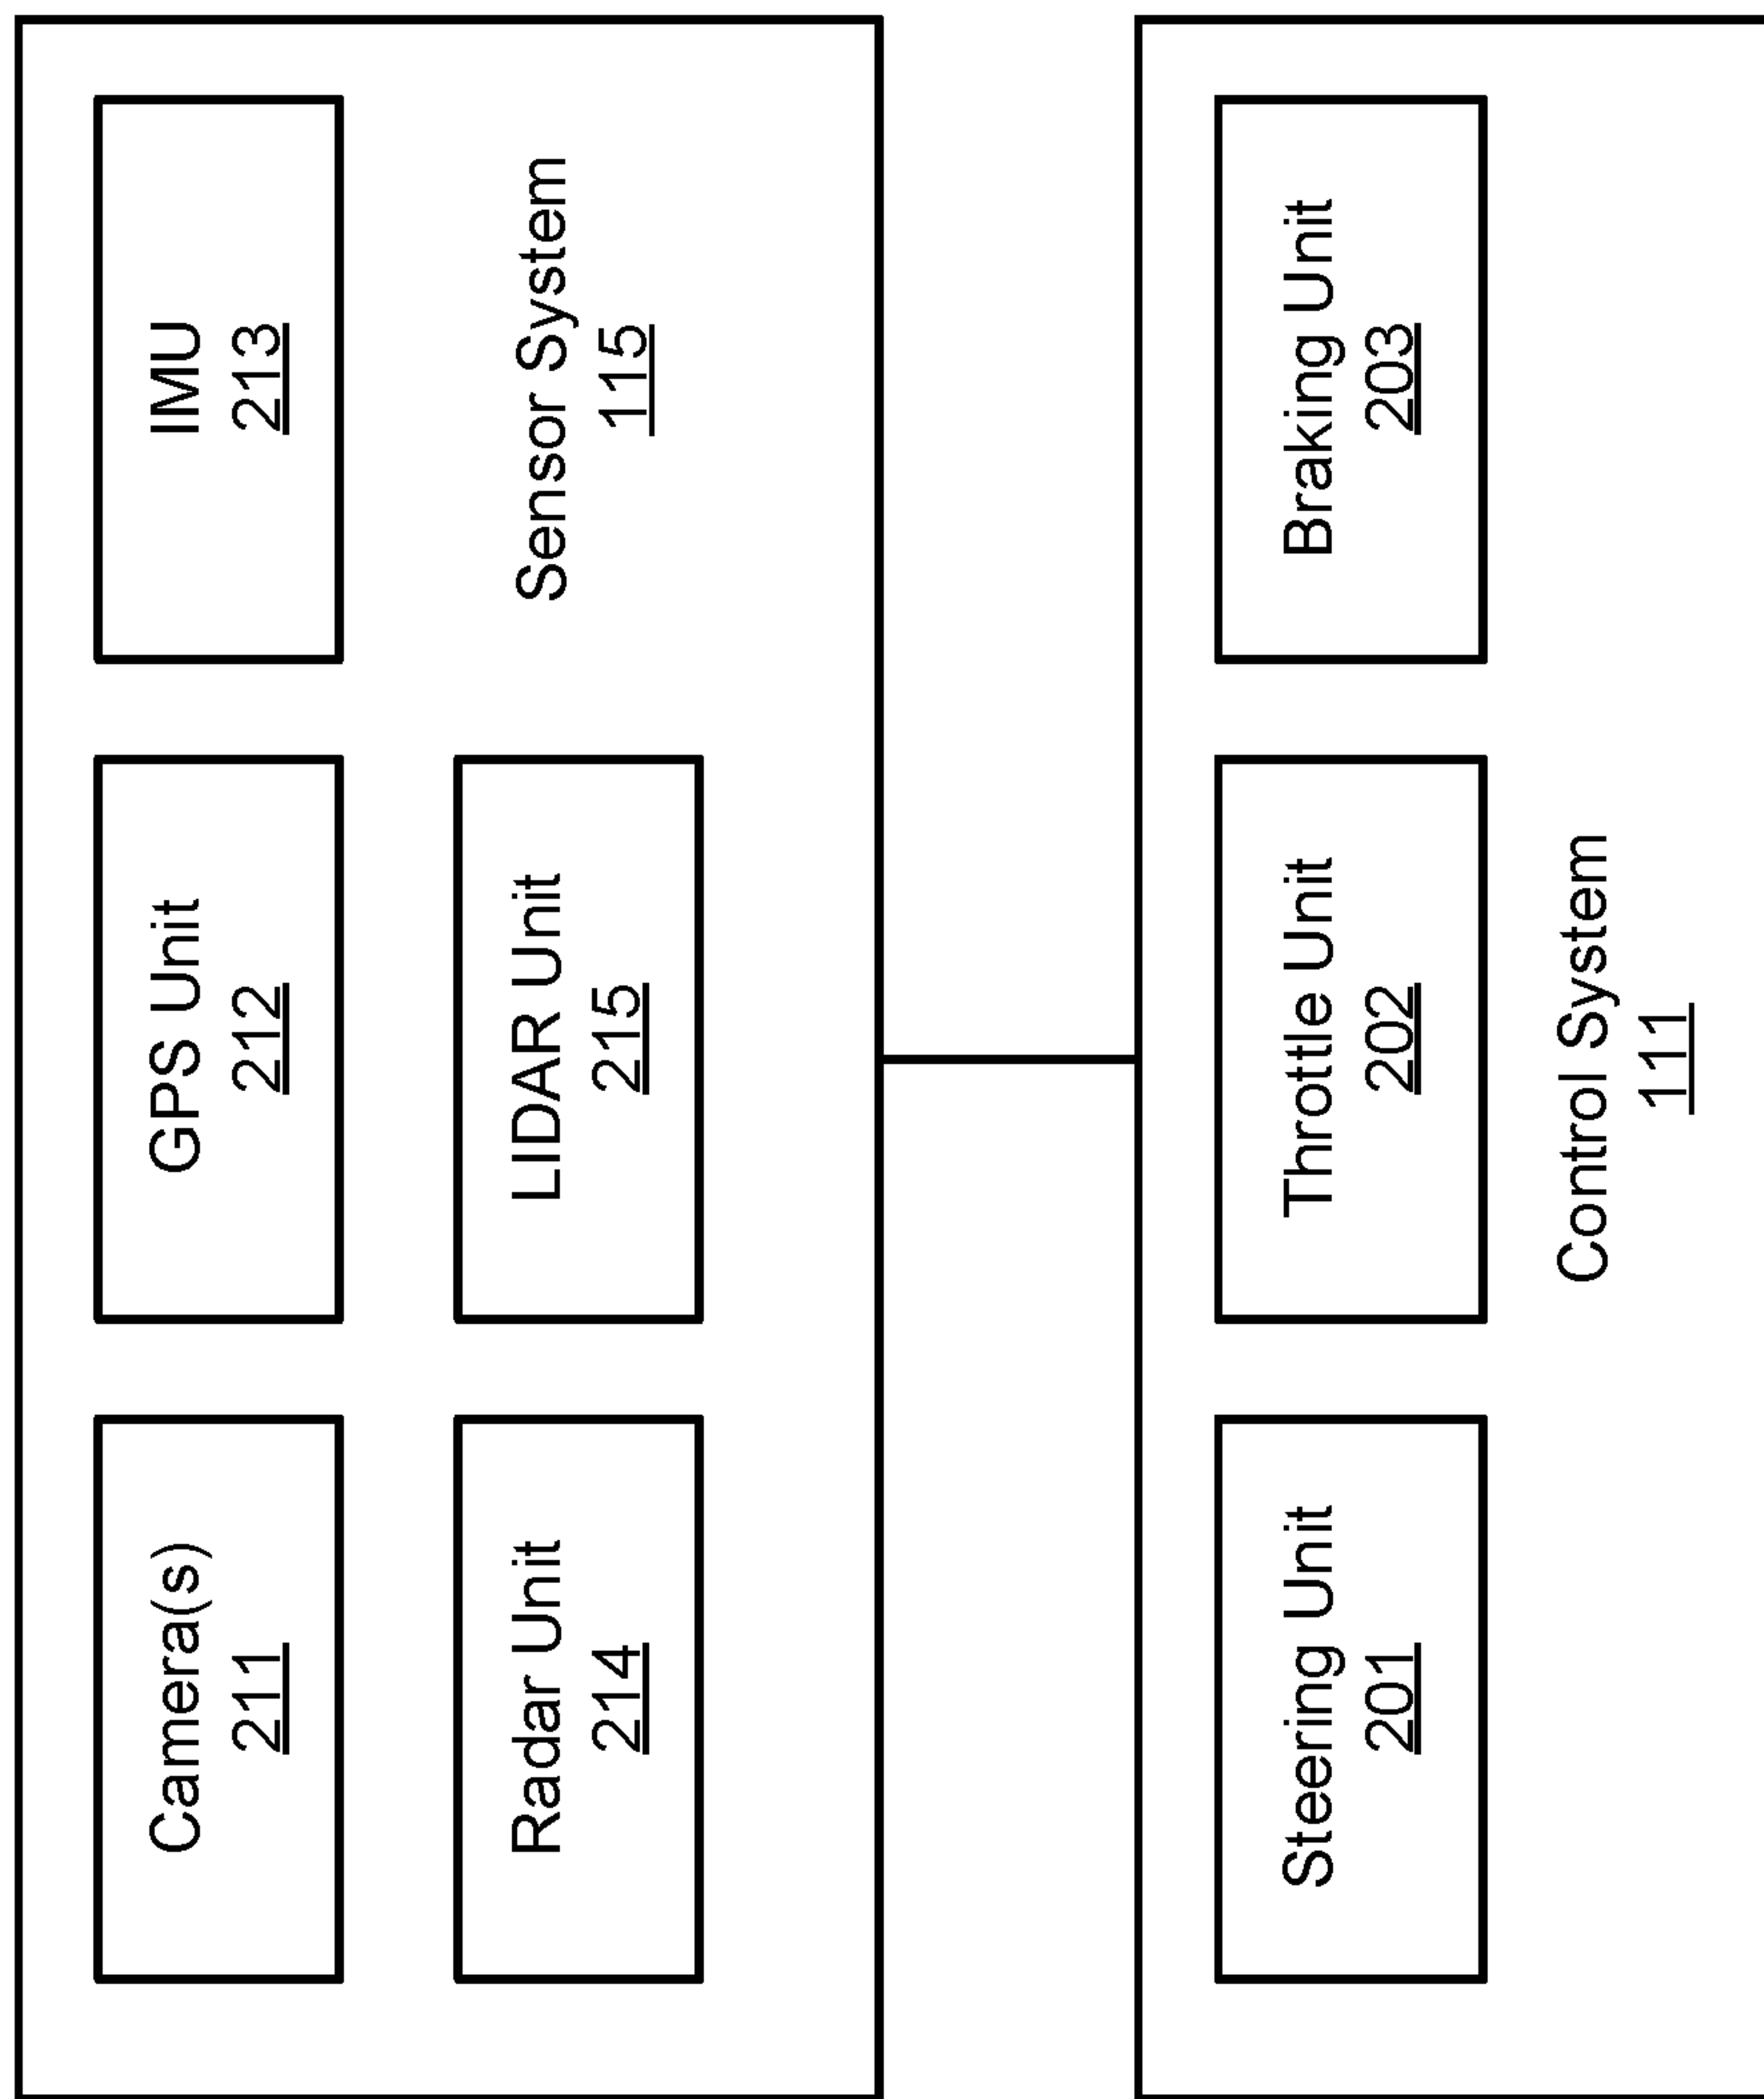 Camera(s)
211
GPS Unit
212
IMU
213
Radar Unit
214
LIDAR Unit
215
Sensor System
115
Steering Unit
201
Throttle Unit
202
Braking Unit
203
Control System
111